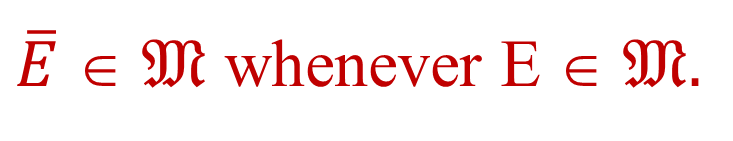 E̅ ∈ 𝔐 whenever E ∈ 𝔐.